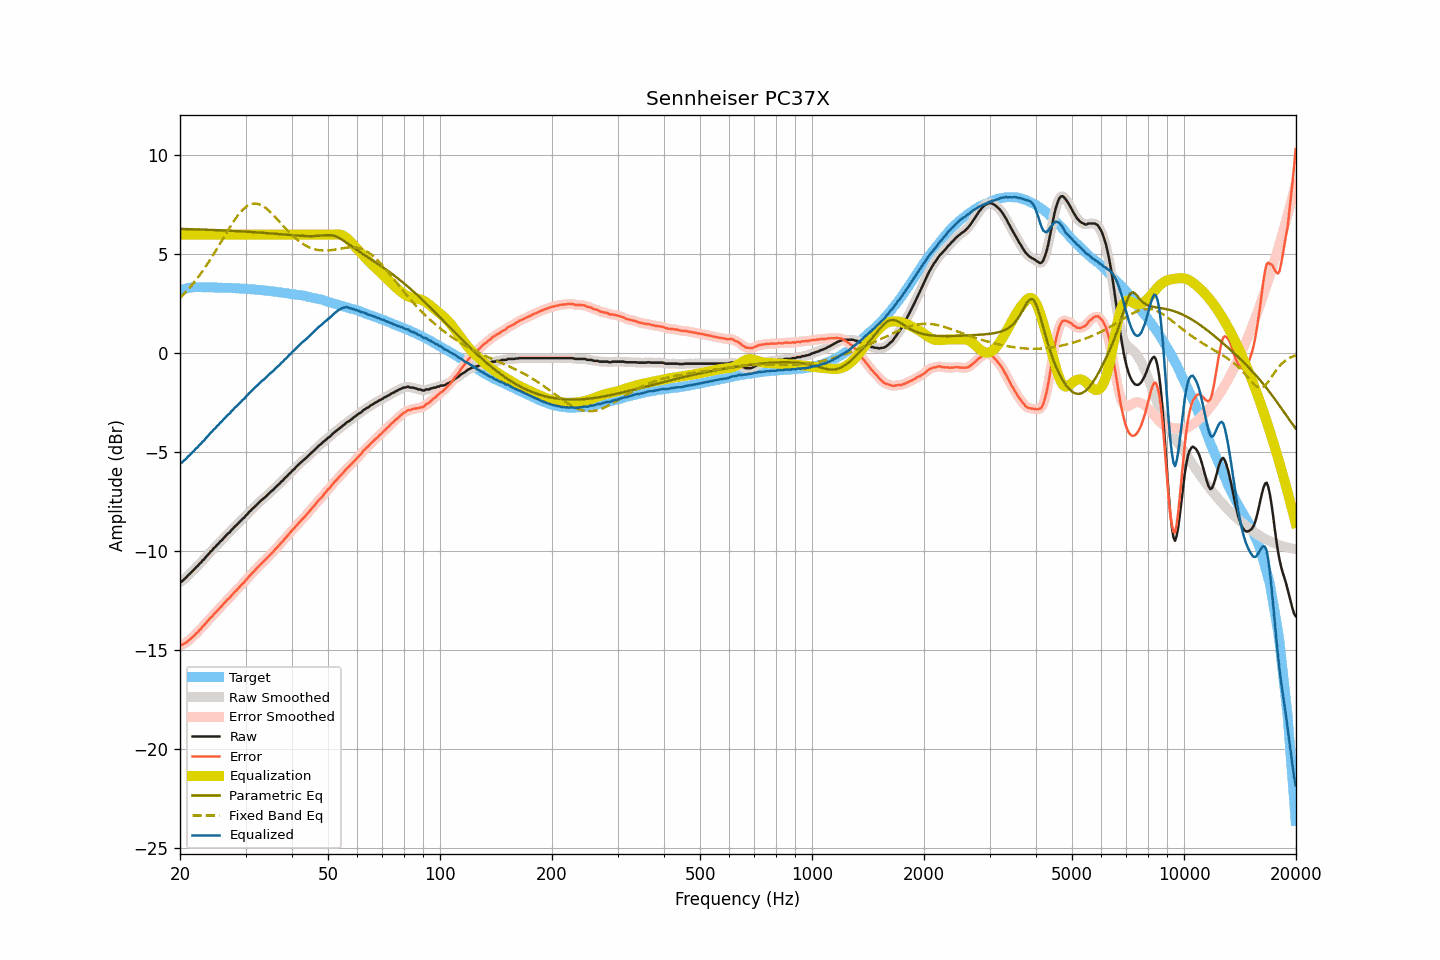 Sennheiser PC37X
Amplitude (dBr)
10
5
0
−5
−10
−15
−20
−25
Target
Raw Smoothed
Error Smoothed
Raw
Error
Equalization
Parametric Eq
Fixed Band Eq
Equalized
20 50 100 200 500 1000 2000 5000 10000 20000
Frequency (Hz)